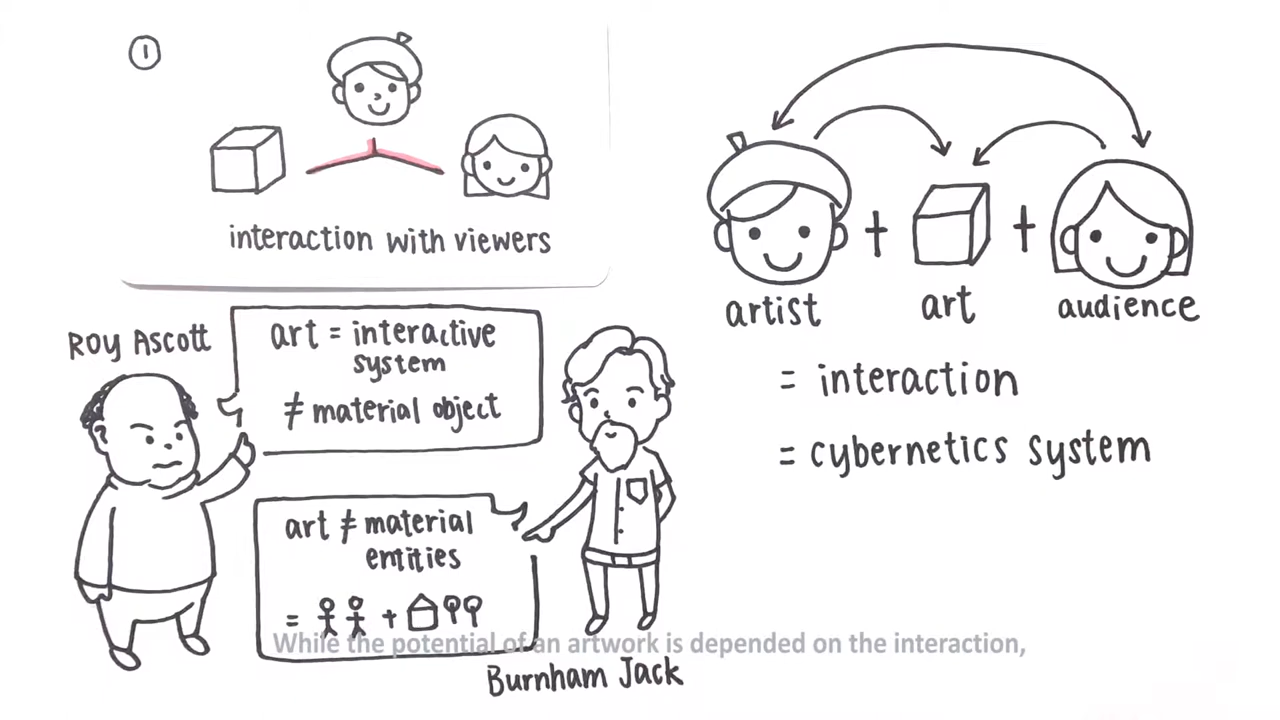 1
interaction with viewers
Roy Ascott
art = interactive
system
≠ material object
art ≠ material
entities
= +
Burnham Jack
+ +
artist art audience
= interaction
= cybernetics system
While the potential of an artwork is depended on the interaction,